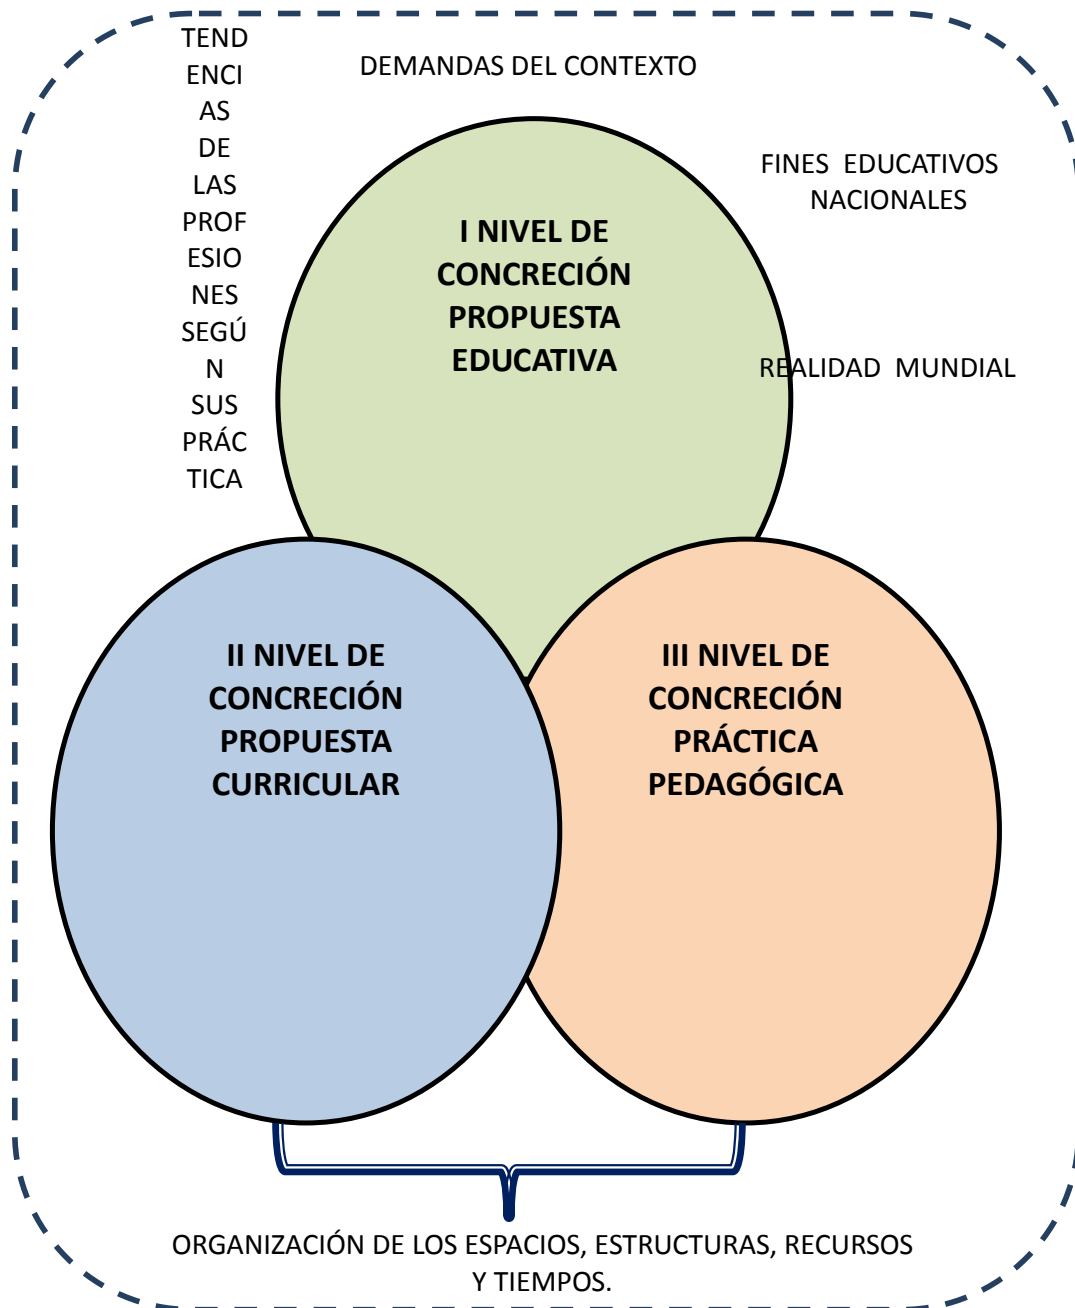 TEND
ENCI
AS
DE
LAS
PROF
ESIO
NES
SEGÚ
N
SUS
PRÁC
TICA
DEMANDAS DEL CONTEXTO
FINES EDUCATIVOS
NACIONALES
REALIDAD MUNDIAL
I NIVEL DE
CONCRECIÓN
PROPUESTA
EDUCATIVA
II NIVEL DE
CONCRECIÓN
PROPUESTA
CURRICULAR
III NIVEL DE
CONCRECIÓN
PRÁCTICA
PEDAGÓGICA
ORGANIZACIÓN DE LOS ESPACIOS, ESTRUCTURAS, RECURSOS
Y TIEMPOS.